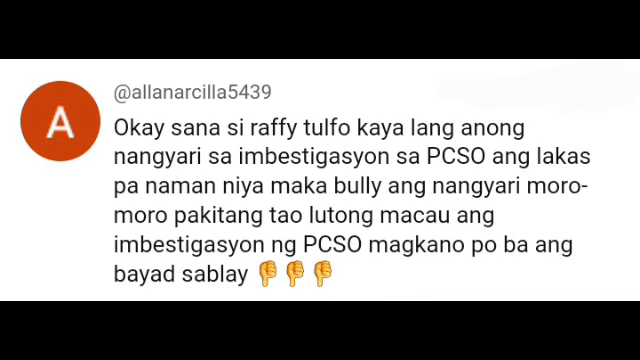 A
@allanarcilla5439
Okay sana si raffy tulfo kaya lang anong
nangyari sa imbestigasyon sa PCSO ang lakas
pa naman niya maka bully ang nangyari moro-
moro pakitang tao lutong macau ang
imbestigasyon ng PCSO magkano po ba ang
bayad sablay 👎👎👎